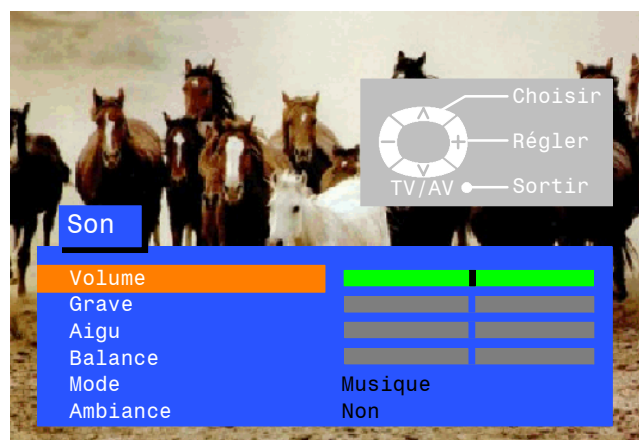 Choisir
Régler
TV/AV Sortir
Son
Volume
Grave
Aigu
Balance
Mode Musique
Ambiance Non